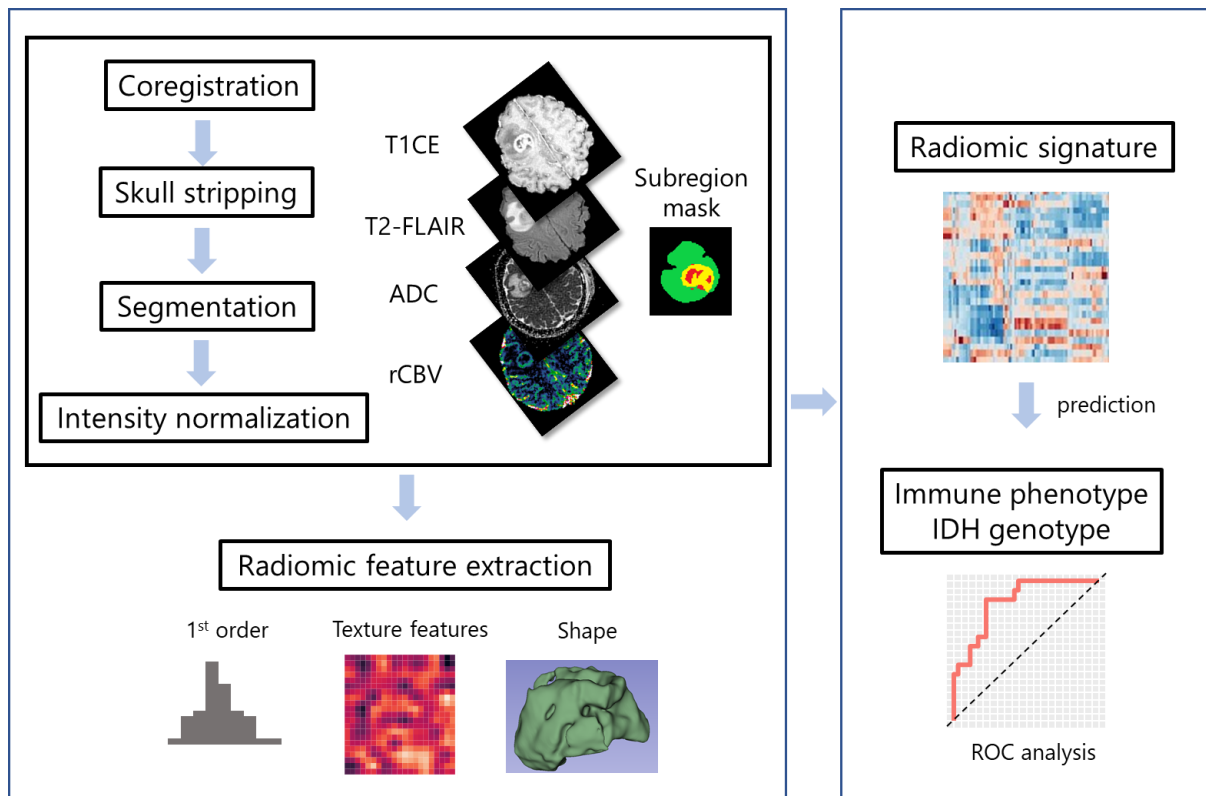 Coregistration
Skull stripping
Segmentation
Intensity normalization
T1CE
T2-FLAIR
ADC
rCBV
Subregion
mask
Radiomic feature extraction
1st order
Texture features
Shape
Radiomic signature
prediction
Immune phenotype
IDH genotype
ROC analysis